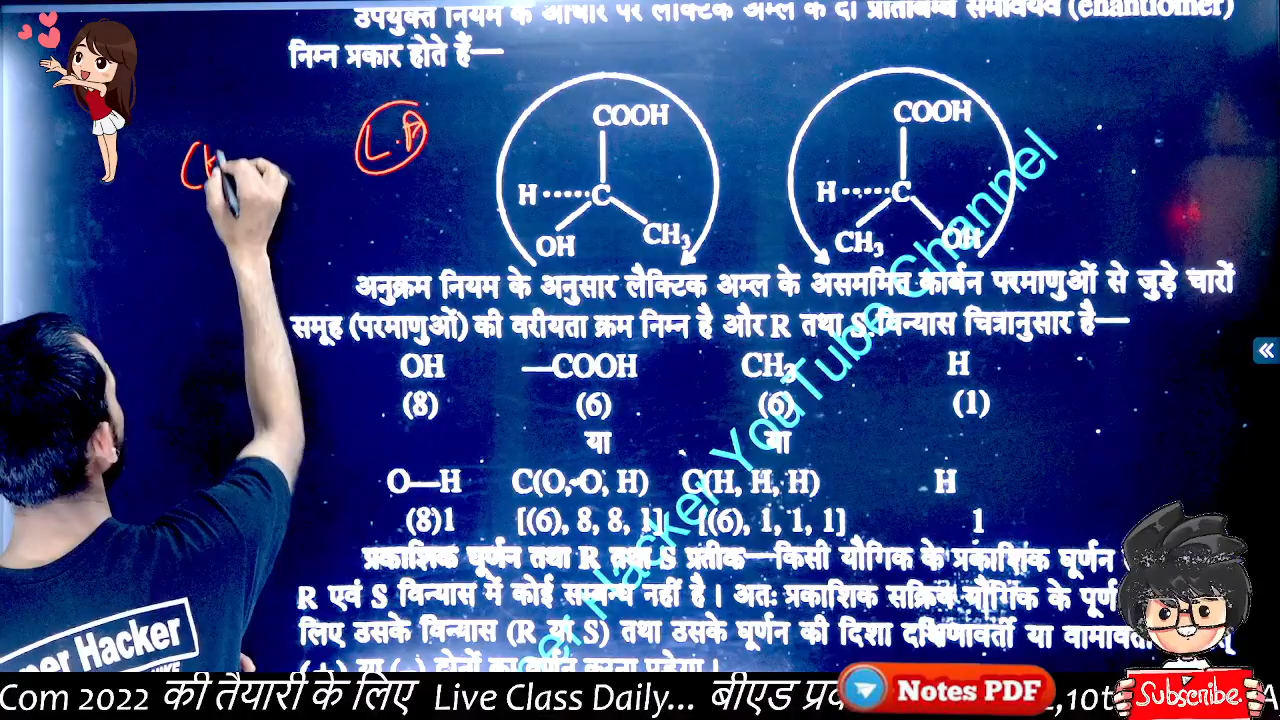 उपर्युक्त नियम के आधार पर लैक्टिक अम्ल के दो प्रतिबिम्ब समावयव (enantiomer)
निम्न प्रकार होते हैं—
L.A
COOH
COOH
H C
H C
OH CH3
CH3 OH
अनुक्रम नियम के अनुसार लैक्टिक अम्ल के असममित कार्बन परमाणुओं से जुड़े चारों
समूह (परमाणुओं) की वरीयता क्रम निम्न है और R तथा S विन्यास चित्रानुसार है—
OH —COOH CH3 H
(8) (6) (6) (1)
या या
O—H C(O, O, H) C(H, H, H) H
(8)1 [(6), 8, 8, 1] [(6), 1, 1, 1] 1
प्रकाशिक घूर्णन तथा R तथा S प्रतीक—किसी यौगिक के प्रकाशिक घूर्णन
R एवं S विन्यास में कोई सम्बन्ध नहीं है। अतः प्रकाशिक सक्रिय यौगिक के पूर्ण
लिए उसके विन्यास (R या S) तथा उसके घूर्णन की दिशा दक्षिणावर्ती या
(+) या (-) दोनों का वर्णन करना पड़ेगा।
Hacker YouTube Channel
Hacker
Com 2022 की तैयारी के लिए Live Class Daily... बीएड
Notes PDF
Subscribe